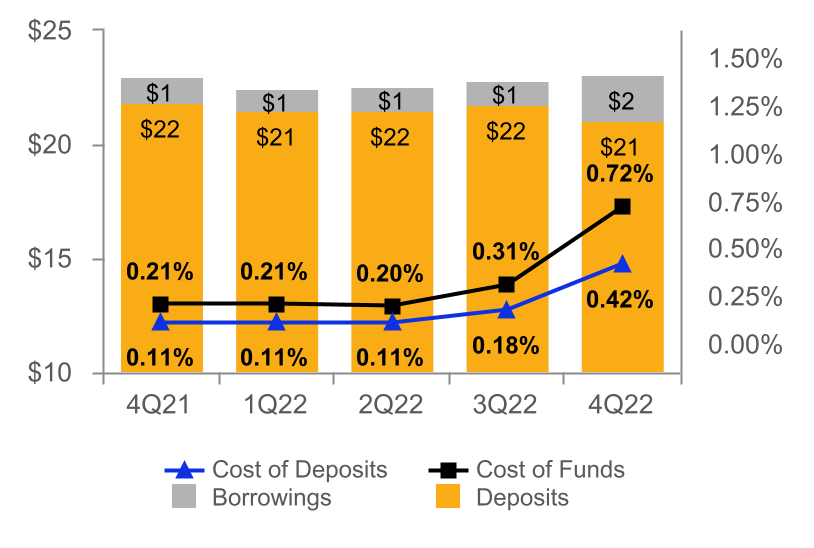 $25
$20
$15
$10
1.50%
1.25%
1.00%
0.75%
0.50%
0.25%
0.00%
$1 $1 $1 $1 $2
$22 $21 $22 $22 $21
0.21% 0.21% 0.20% 0.31% 0.72%
0.11% 0.11% 0.11% 0.18% 0.42%
4Q21 1Q22 2Q22 3Q22 4Q22
Cost of Deposits Cost of Funds
Borrowings Deposits